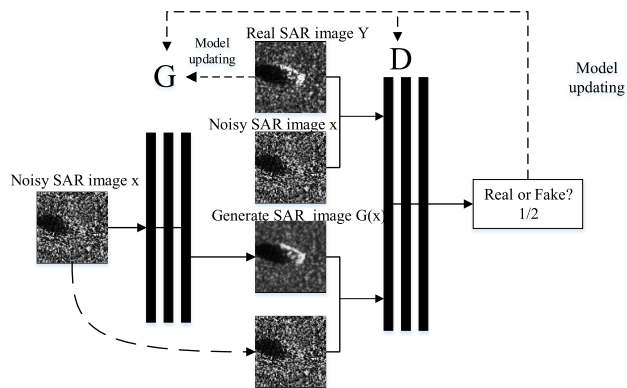 Real SAR image Y
Model
updating
G
D
Model
updating
Noisy SAR image x
Noisy SAR image x
Real or Fake?
1/2
Generate SAR image G(x)